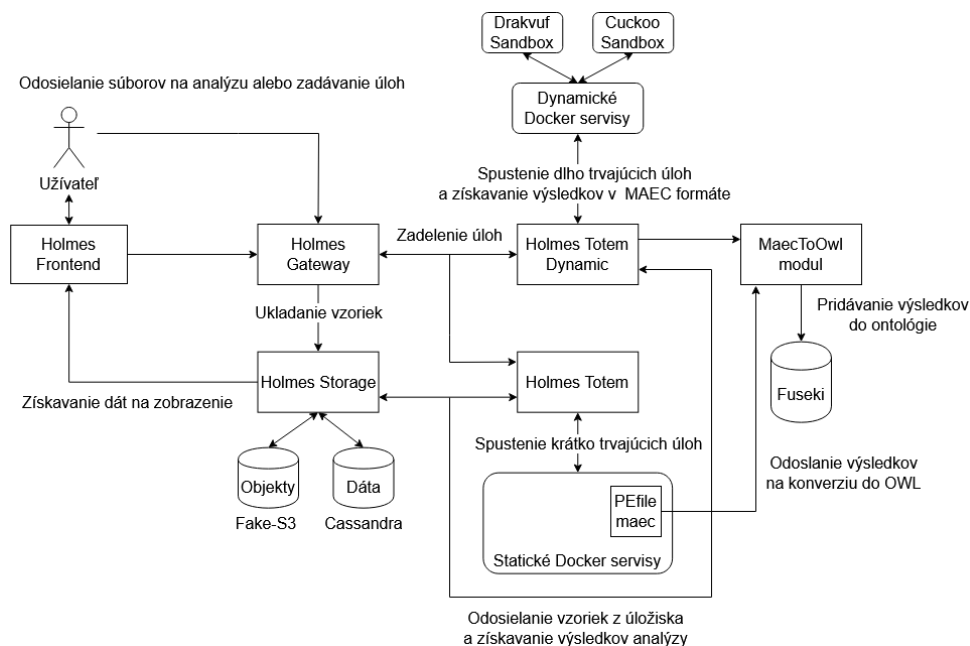 Drakvuf
Sandbox
Cuckoo
Sandbox
Odosielanie súborov na analýzu alebo zadávanie úloh
Dynamické
Docker servisy
Užívateľ
Spustenie dlho trvajúcich úloh
a získavanie výsledkov v MAEC formáte
Holmes
Frontend
Holmes
Gateway
Zadelenie úloh
Holmes Totem
Dynamic
MaecToOwl
modul
Ukladanie vzoriek
Pridávanie výsledkov
do ontológie
Holmes Storage
Holmes Totem
Fuseki
Získavanie dát na zobrazenie
Spustenie krátko trvajúcich úloh
Odoslanie výsledkov
na konverziu do OWL
Objekty
Dáta
Fake-S3
Cassandra
PEfile
maec
Statické Docker servisy
Odosielanie vzoriek z úložiska
a získavanie výsledkov analýzy